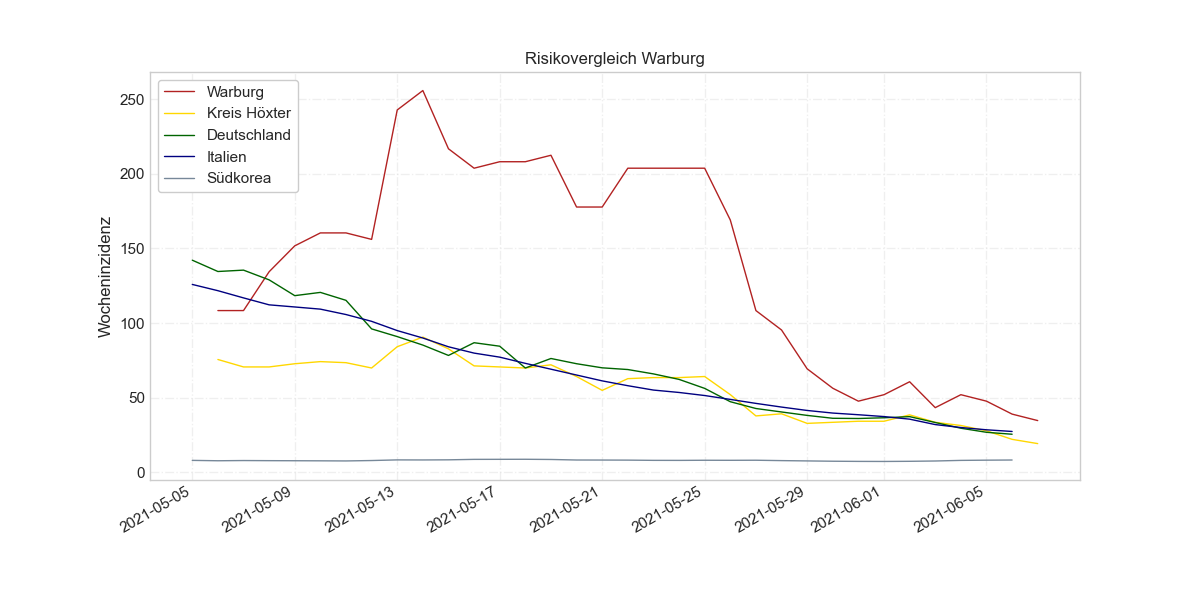 Risikovergleich Warburg
Warburg
Kreis Höxter
Deutschland
Italien
Südkorea
Wocheninzidenz
250
200
150
100
50
0
2021-05-05
2021-05-09
2021-05-13
2021-05-17
2021-05-21
2021-05-25
2021-05-29
2021-06-01
2021-06-05